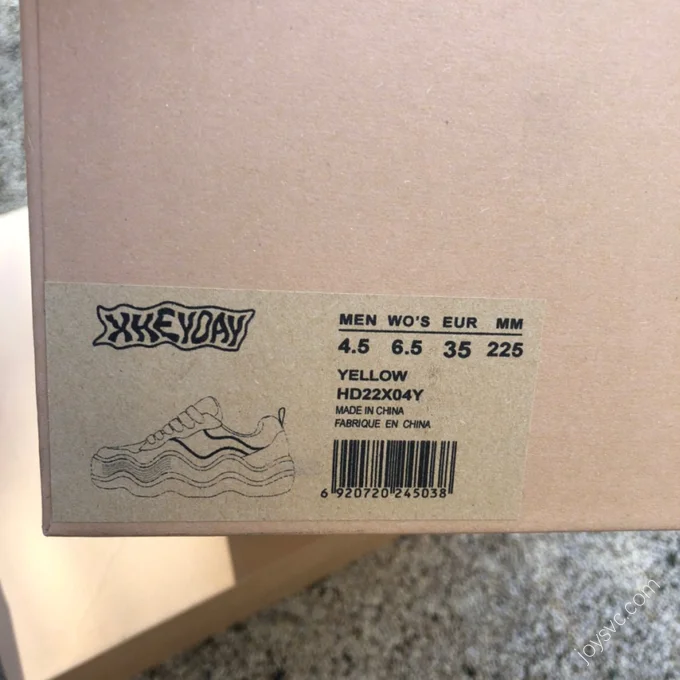 XHEYDAY
MEN WO'S EUR MM
4.5 6.5 35 225
YELLOW
HD22X04Y
MADE IN CHINA
FABRIQUE EN CHINA
6 920720 245038
joysvc.com